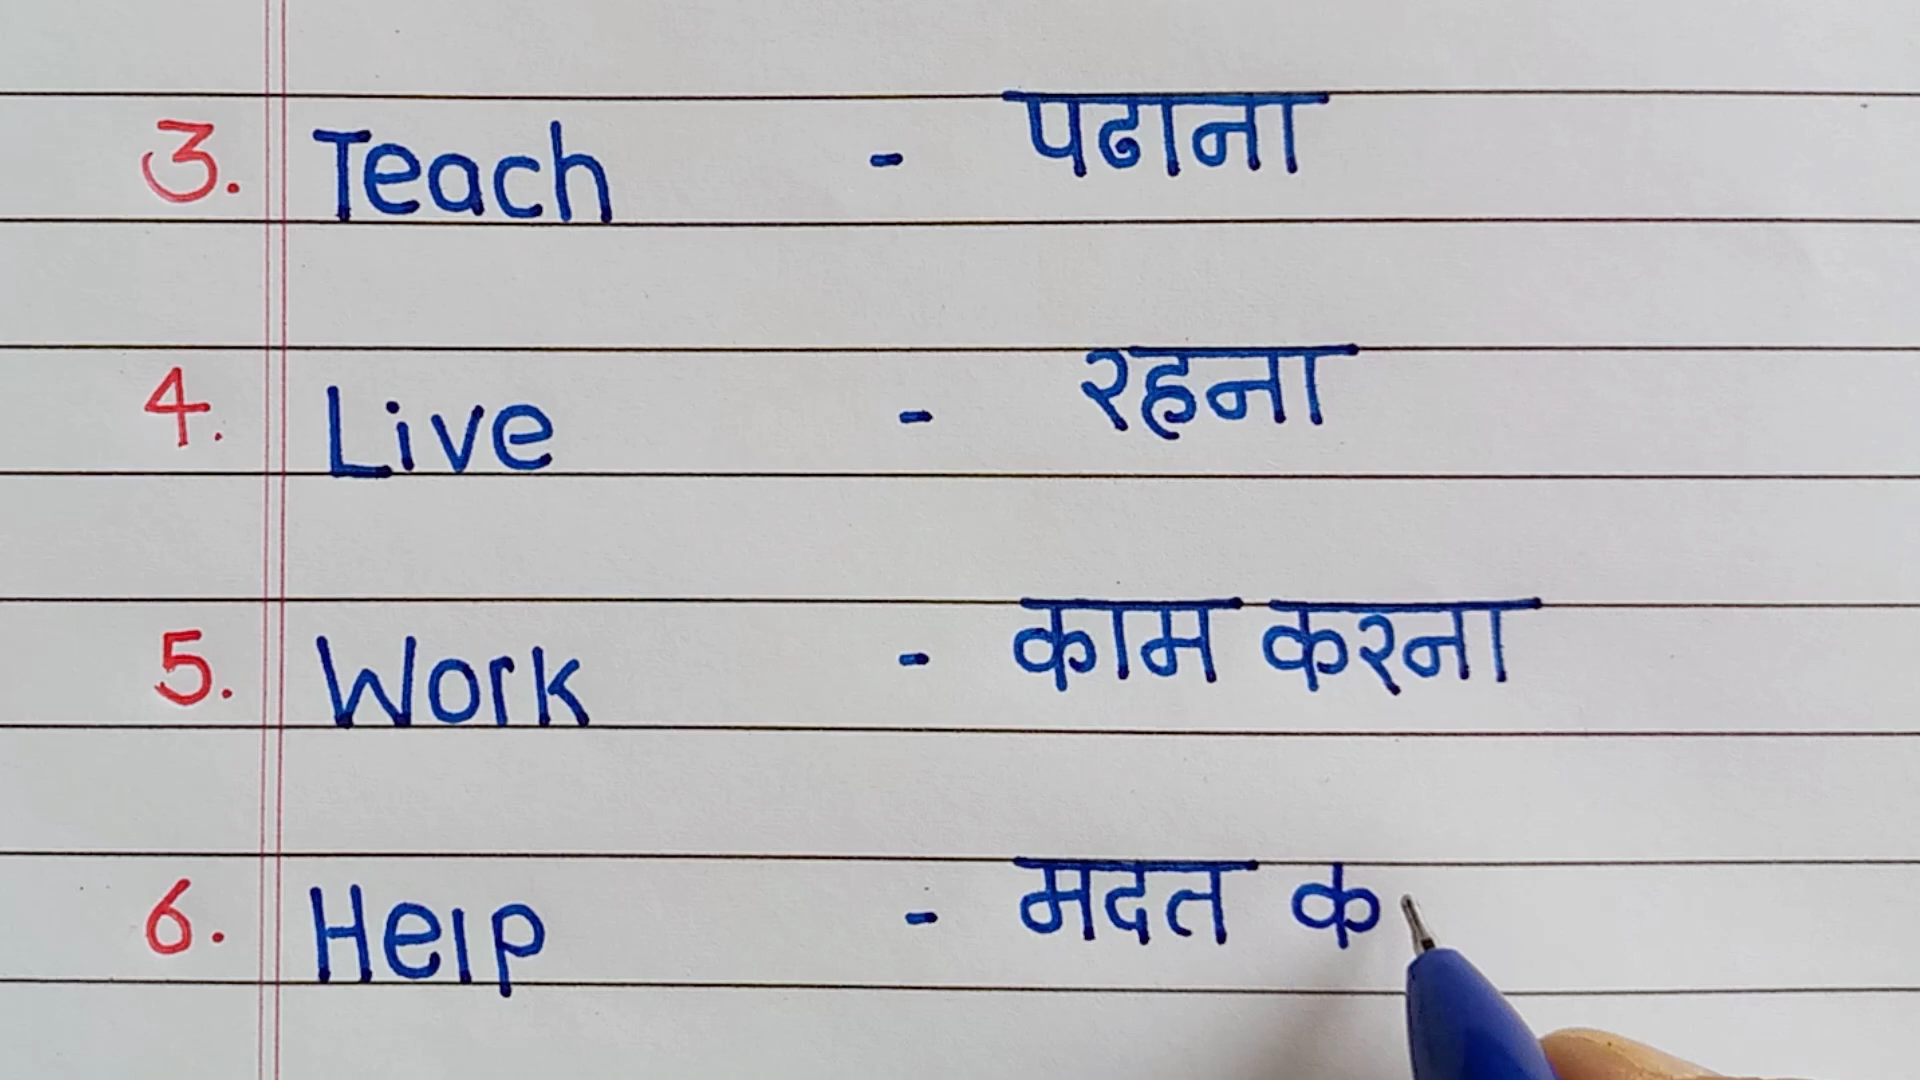 3. Teach - पढाना
4. Live - रहना
5. Work - काम करना
6. Help - मदत क